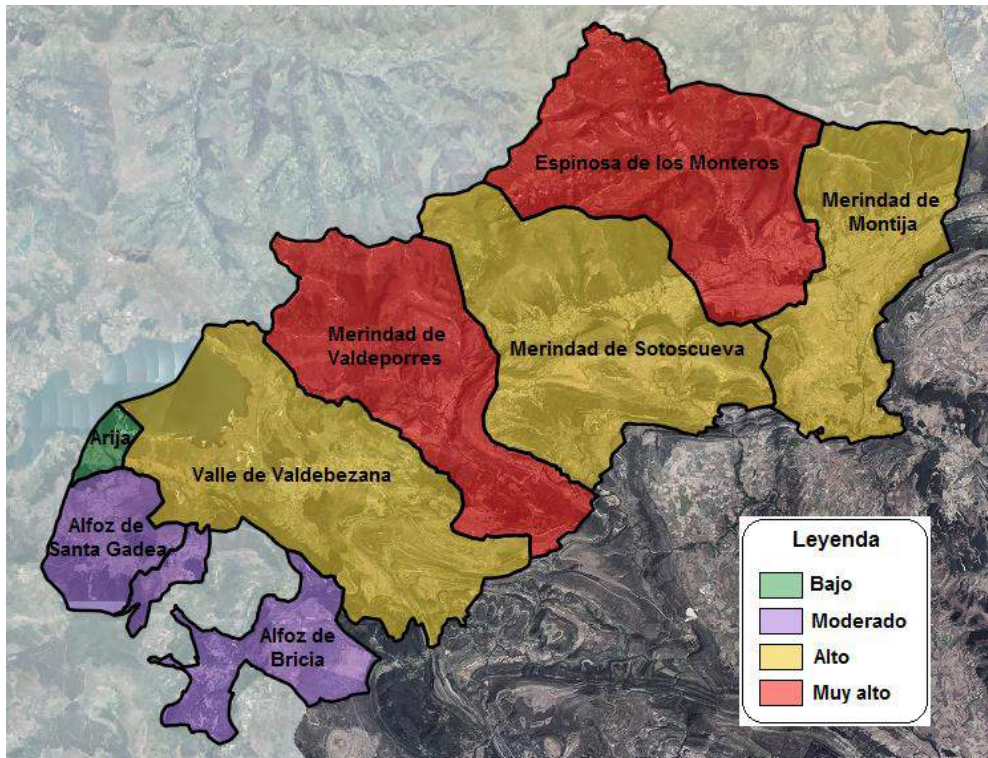 Espinosa de los Monteros
Merindad de
Montija
Merindad de
Valdeporres
Merindad de Sotoscueva
Arija
Valle de Valdebezana
Alfoz de
Santa Gadea
Alfoz de
Bricia
Leyenda
Bajo
Moderado
Alto
Muy alto